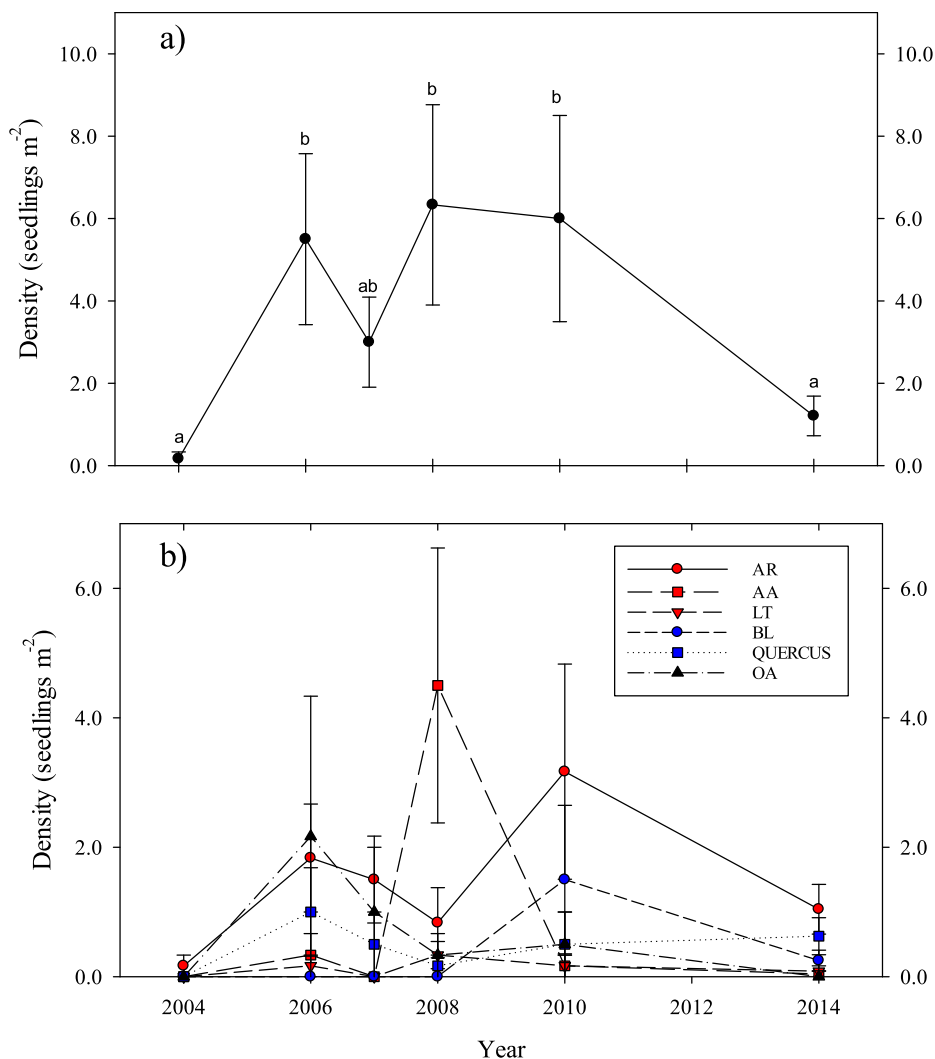 a)
10.0 10.0
b b
8.0 8.0
b
Density (seedlings m-2)
6.0 6.0
ab
4.0 4.0
2.0 2.0
a a
0.0 0.0
b)
AR
6.0 6.0
AA
LT
BL
QUERCUS
OA
Density (seedlings m-2)
4.0 4.0
2.0 2.0
0.0 0.0
2004 2006 2008 2010 2012 2014
Year